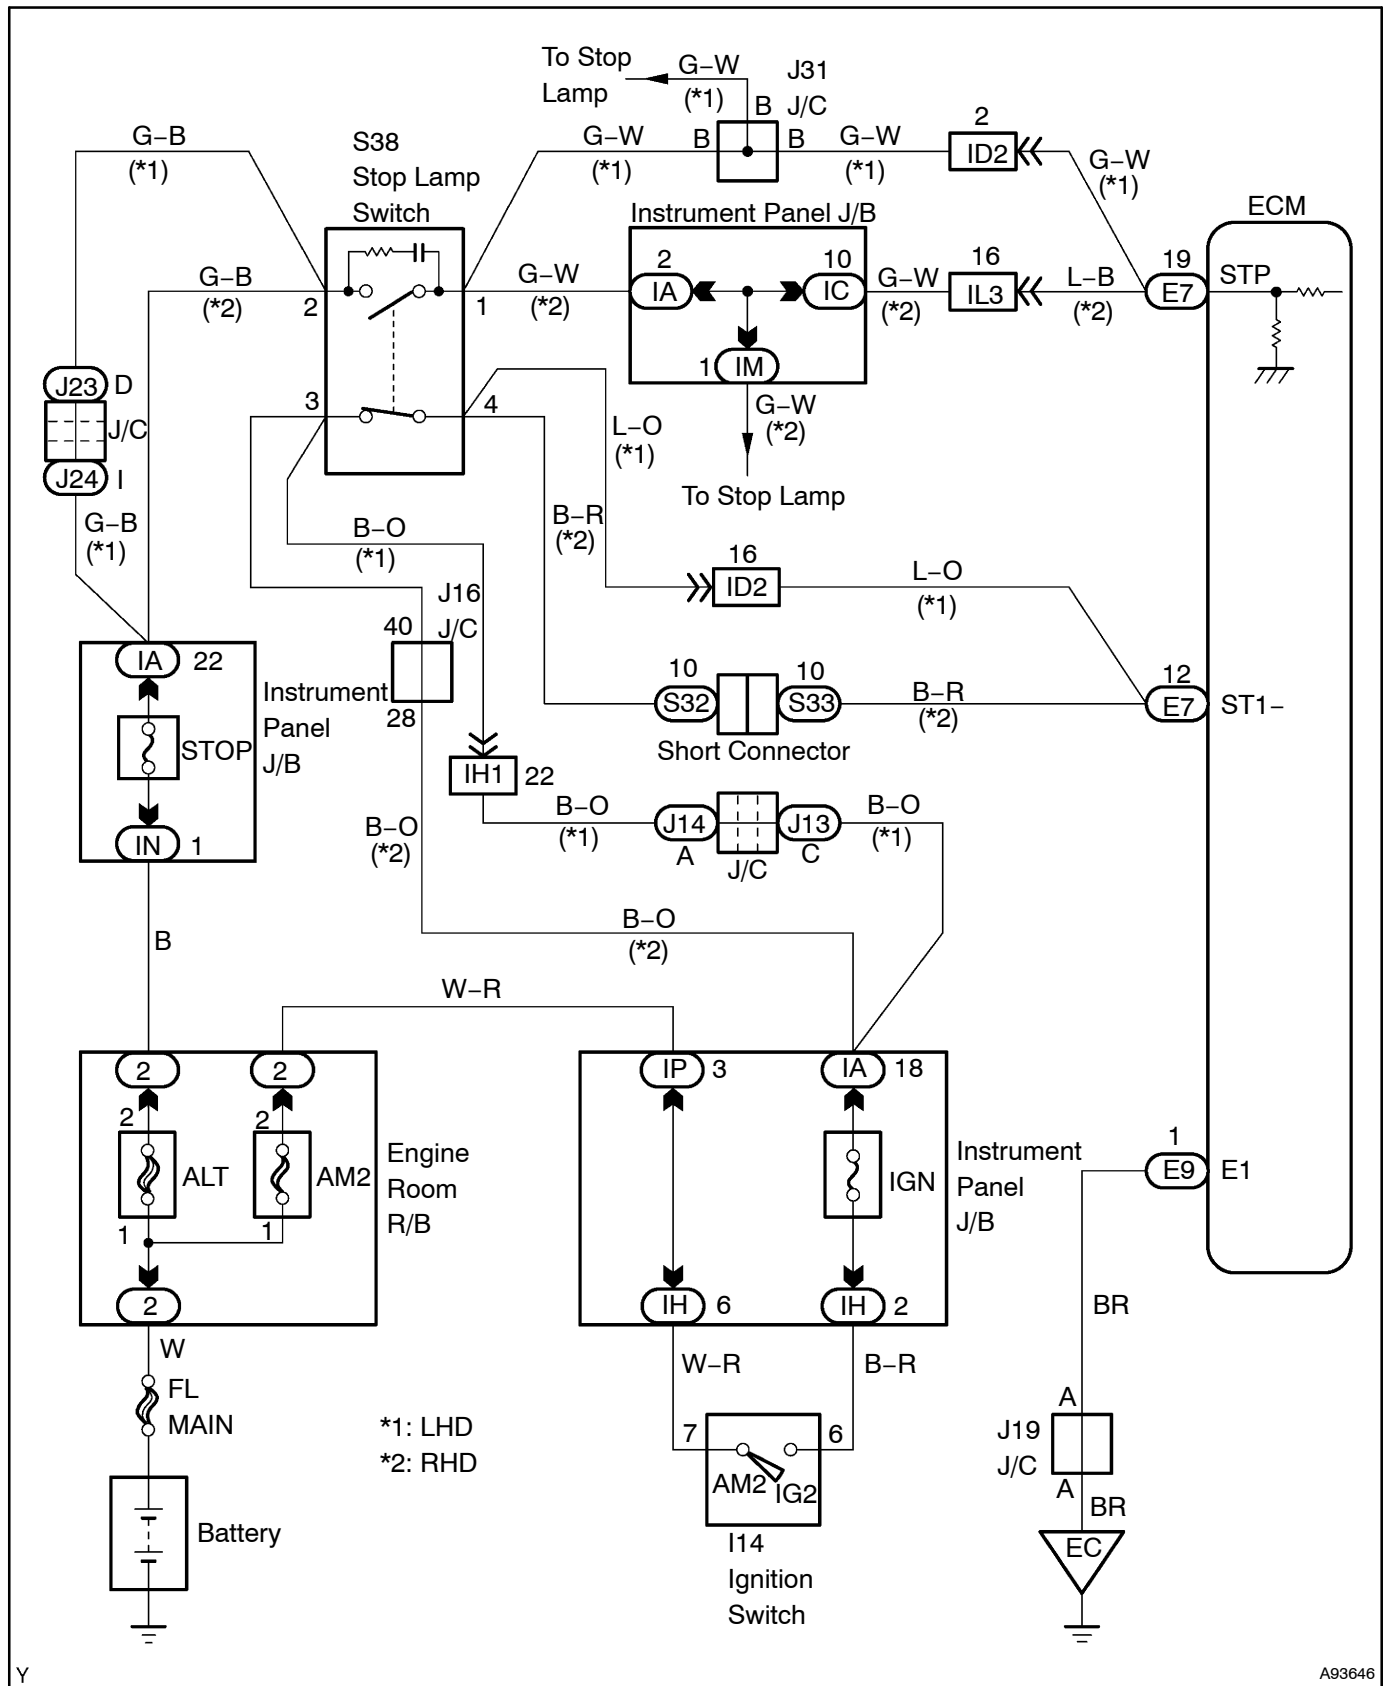 To Stop
Lamp
G–W
(*1)
J31
J/C
B
B
B
G–B
(*1)
S38
Stop Lamp
Switch
G–W
(*1)
G–W
(*1)
2
ID2
G–W
(*1)
Instrument Panel J/B
ECM
G–B
(*2)
2
1
G–W
(*2)
2
IA
10
IC
G–W
(*2)
16
IL3
L–B
(*2)
19
E7
STP
1
IM
J23
D
J/C
J24
I
3
4
L–O
(*1)
G–W
(*2)
To Stop Lamp
G–B
(*1)
B–O
(*1)
B–R
(*2)
16
ID2
L–O
(*1)
J16
J/C
40
28
IA
22
Instrument
Panel
J/B
STOP
IN
1
10
S32
10
S33
Short Connector
B–R
(*2)
12
E7
ST1–
IH1
22
B–O
(*1)
J14
A
J/C
J13
C
B–O
(*1)
B–O
(*2)
B–O
(*2)
B
W–R
2
2
2
2
ALT
AM2
1
1
2
Engine
Room
R/B
IP
3
IA
18
IGN
IH
6
IH
2
Instrument
Panel
J/B
1
E9
E1
W
FL
MAIN
Battery
*1: LHD
*2: RHD
W–R
B–R
7
6
AM2
IG2
I14
Ignition
Switch
BR
A
J19
J/C
A
BR
EC
Y
A93646